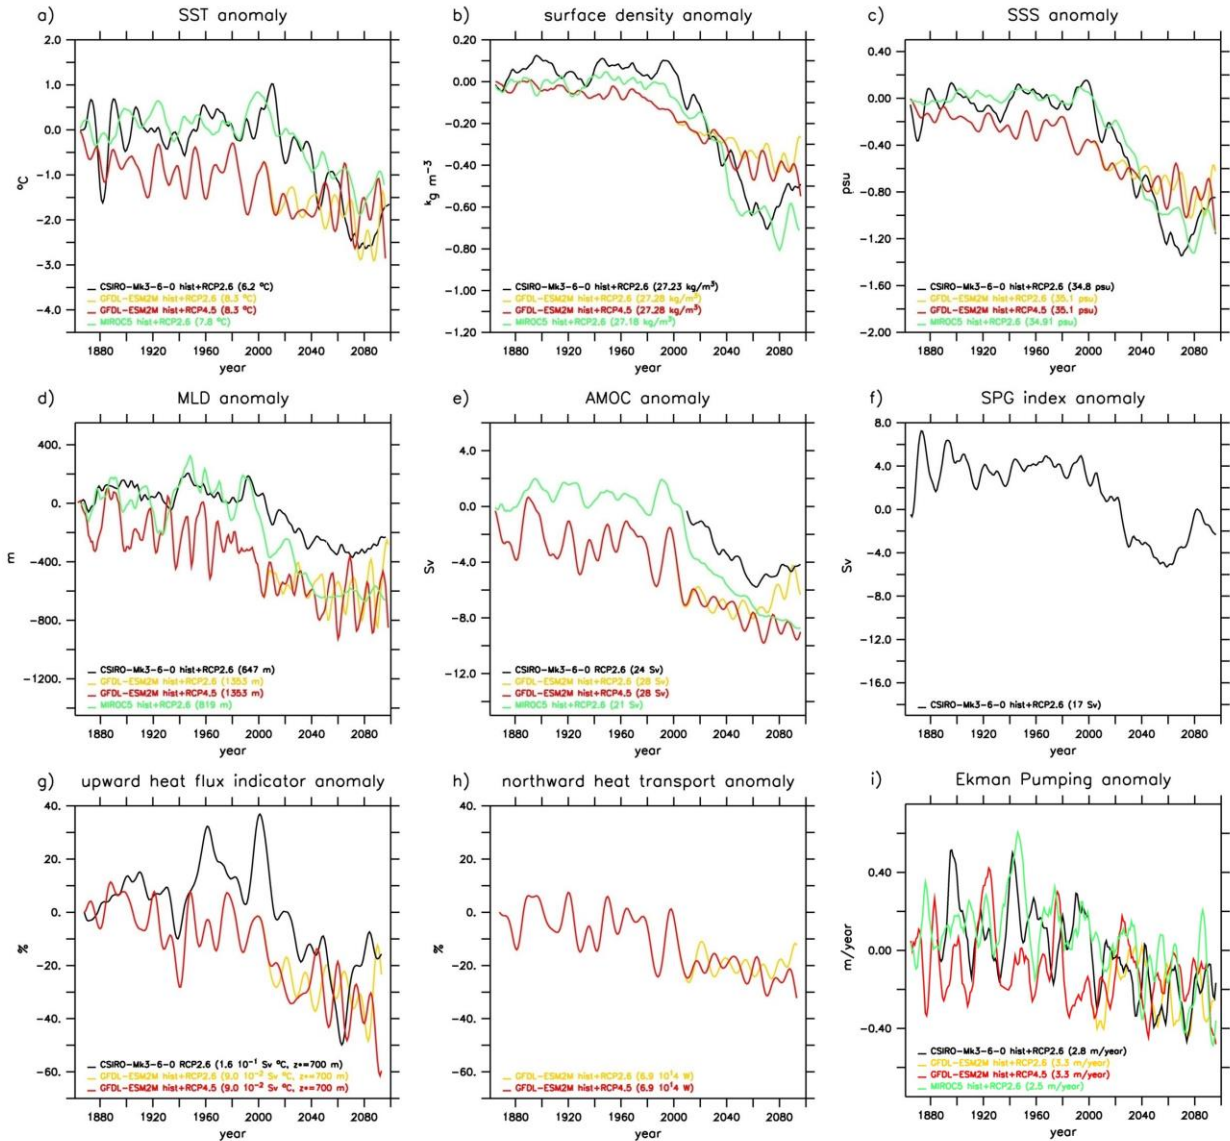 a) SST anomaly
2.0
1.0
0.0
-1.0
-2.0
-3.0
-4.0
°C
CSIRO-Mk3-6-0 hist+RCP2.6 (6.2 °C)
GFDL-ESM2M hist+RCP2.6 (8.3 °C)
GFDL-ESM2M hist+RCP4.5 (8.3 °C)
MIROC5 hist+RCP2.6 (7.8 °C)
1880 1920 1960 2000 2040 2080
year
b) surface density anomaly
0.20
0.00
-0.20
-0.40
-0.60
-0.80
-1.00
-1.20
kg m⁻³
CSIRO-Mk3-6-0 hist+RCP2.6 (27.23 kg/m³)
GFDL-ESM2M hist+RCP2.6 (27.28 kg/m³)
GFDL-ESM2M hist+RCP4.5 (27.28 kg/m³)
MIROC5 hist+RCP2.6 (27.18 kg/m³)
1880 1920 1960 2000 2040 2080
year
c) SSS anomaly
0.40
0.00
-0.40
-0.80
-1.20
-1.60
-2.00
psu
CSIRO-Mk3-6-0 hist+RCP2.6 (34.8 psu)
GFDL-ESM2M hist+RCP2.6 (35.1 psu)
GFDL-ESM2M hist+RCP4.5 (35.1 psu)
MIROC5 hist+RCP2.6 (34.91 psu)
1880 1920 1960 2000 2040 2080
year
d) MLD anomaly
400.
0.
-400.
-800.
-1200.
m
CSIRO-Mk3-6-0 hist+RCP2.6 (647 m)
GFDL-ESM2M hist+RCP2.6 (1353 m)
GFDL-ESM2M hist+RCP4.5 (1353 m)
MIROC5 hist+RCP2.6 (819 m)
1880 1920 1960 2000 2040 2080
year
e) AMOC anomaly
4.0
0.0
-4.0
-8.0
-12.0
Sv
CSIRO-Mk3-6-0 RCP2.6 (24 Sv)
GFDL-ESM2M hist+RCP2.6 (28 Sv)
GFDL-ESM2M hist+RCP4.5 (28 Sv)
MIROC5 hist+RCP2.6 (21 Sv)
1880 1920 1960 2000 2040 2080
year
f) SPG index anomaly
8.0
4.0
0.0
-4.0
-8.0
-12.0
-16.0
Sv
CSIRO-Mk3-6-0 hist+RCP2.6 (17 Sv)
1880 1920 1960 2000 2040 2080
year
g) upward heat flux indicator anomaly
40.
20.
0.
-20.
-40.
-60.
%
CSIRO-Mk3-6-0 RCP2.6 (1.6 10⁻¹ Sv °C, z+=700 m)
GFDL-ESM2M hist+RCP2.6 (9.0 10⁻² Sv °C, z+=700 m)
GFDL-ESM2M hist+RCP4.5 (9.0 10⁻² Sv °C, z+=700 m)
1880 1920 1960 2000 2040 2080
year
h) northward heat transport anomaly
40.
20.
0.
-20.
-40.
-60.
%
GFDL-ESM2M hist+RCP2.6 (6.9 10¹4 W)
GFDL-ESM2M hist+RCP4.5 (6.9 10¹4 W)
1880 1920 1960 2000 2040 2080
year
i) Ekman Pumping anomaly
0.40
0.00
-0.40
m/year
CSIRO-Mk3-6-0 hist+RCP2.6 (2.8 m/year)
GFDL-ESM2M hist+RCP2.6 (3.3 m/year)
GFDL-ESM2M hist+RCP4.5 (3.3 m/year)
MIROC5 hist+RCP2.6 (2.5 m/year)
1880 1920 1960 2000 2040 2080
year